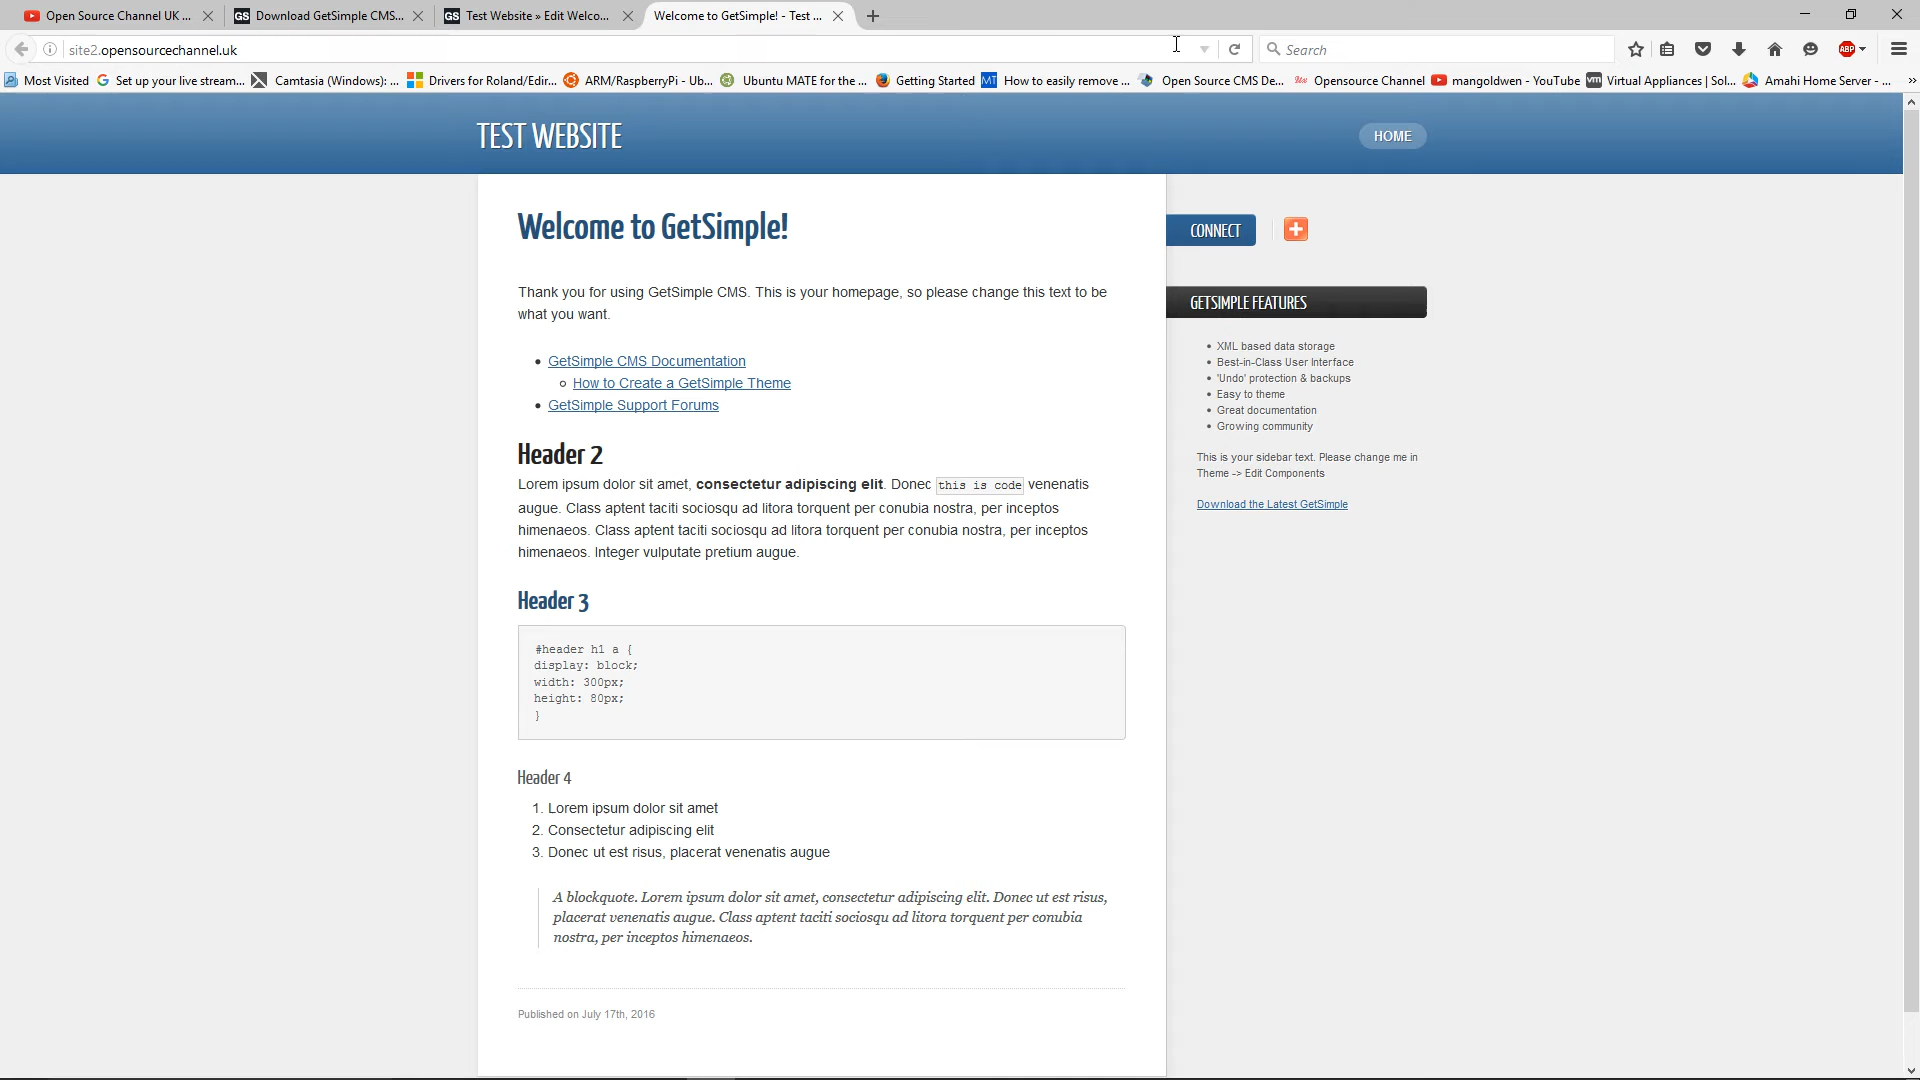 Open Source Channel UK ...
Download GetSimple CMS...
Test Website » Edit Welco...
Welcome to GetSimple! - Test ...
site2.opensourcechannel.uk
Search
ABP
Most Visited
Set up your live stream...
Camtasia (Windows): ...
Drivers for Roland/Edir...
ARM/RaspberryPi - Ub...
Ubuntu MATE for the ...
Getting Started
How to easily remove ...
Open Source CMS De...
Opensource Channel
mangoldwen - YouTube
Virtual Appliances | Sol...
Amahi Home Server - ...
TEST WEBSITE
HOME
Welcome to GetSimple!
Thank you for using GetSimple CMS. This is your homepage, so please change this text to be
what you want.
• GetSimple CMS Documentation
How to Create a GetSimple Theme
• GetSimple Support Forums
Header 2
Lorem ipsum dolor sit amet, consectetur adipiscing elit. Donec this is code venenatis
augue. Class aptent taciti sociosqu ad litora torquent per conubia nostra, per inceptos
himenaeos. Class aptent taciti sociosqu ad litora torquent per conubia nostra, per inceptos
himenaeos. Integer vulputate pretium augue.
Header 3
#header h1 a {
display: block;
width: 300px;
height: 80px;
}
Header 4
1. Lorem ipsum dolor sit amet
2. Consectetur adipiscing elit
3. Donec ut est risus, placerat venenatis augue
A blockquote. Lorem ipsum dolor sit amet, consectetur adipiscing elit. Donec ut est risus,
placerat venenatis augue. Class aptent taciti sociosqu ad litora torquent per conubia
nostra, per inceptos himenaeos.
Published on July 17th, 2016
CONNECT
GETSIMPLE FEATURES
• XML based data storage
• Best-in-Class User Interface
• 'Undo' protection & backups
• Easy to theme
• Great documentation
• Growing community
This is your sidebar text. Please change me in
Theme -> Edit Components
Download the Latest GetSimple